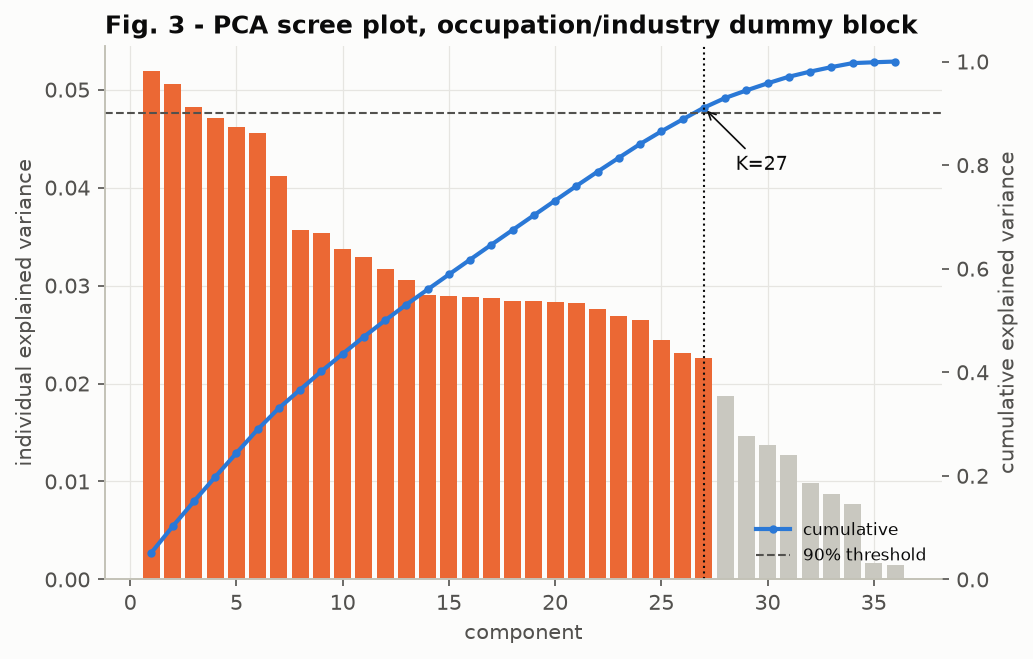 Fig. 3 - PCA scree plot, occupation/industry dummy block
individual explained variance
0.05
0.04
0.03
0.02
0.01
0.00
1.0
0.8
0.6
0.4
0.2
0.0
cumulative explained variance
K=27
cumulative
90% threshold
0 5 10 15 20 25 30 35
component